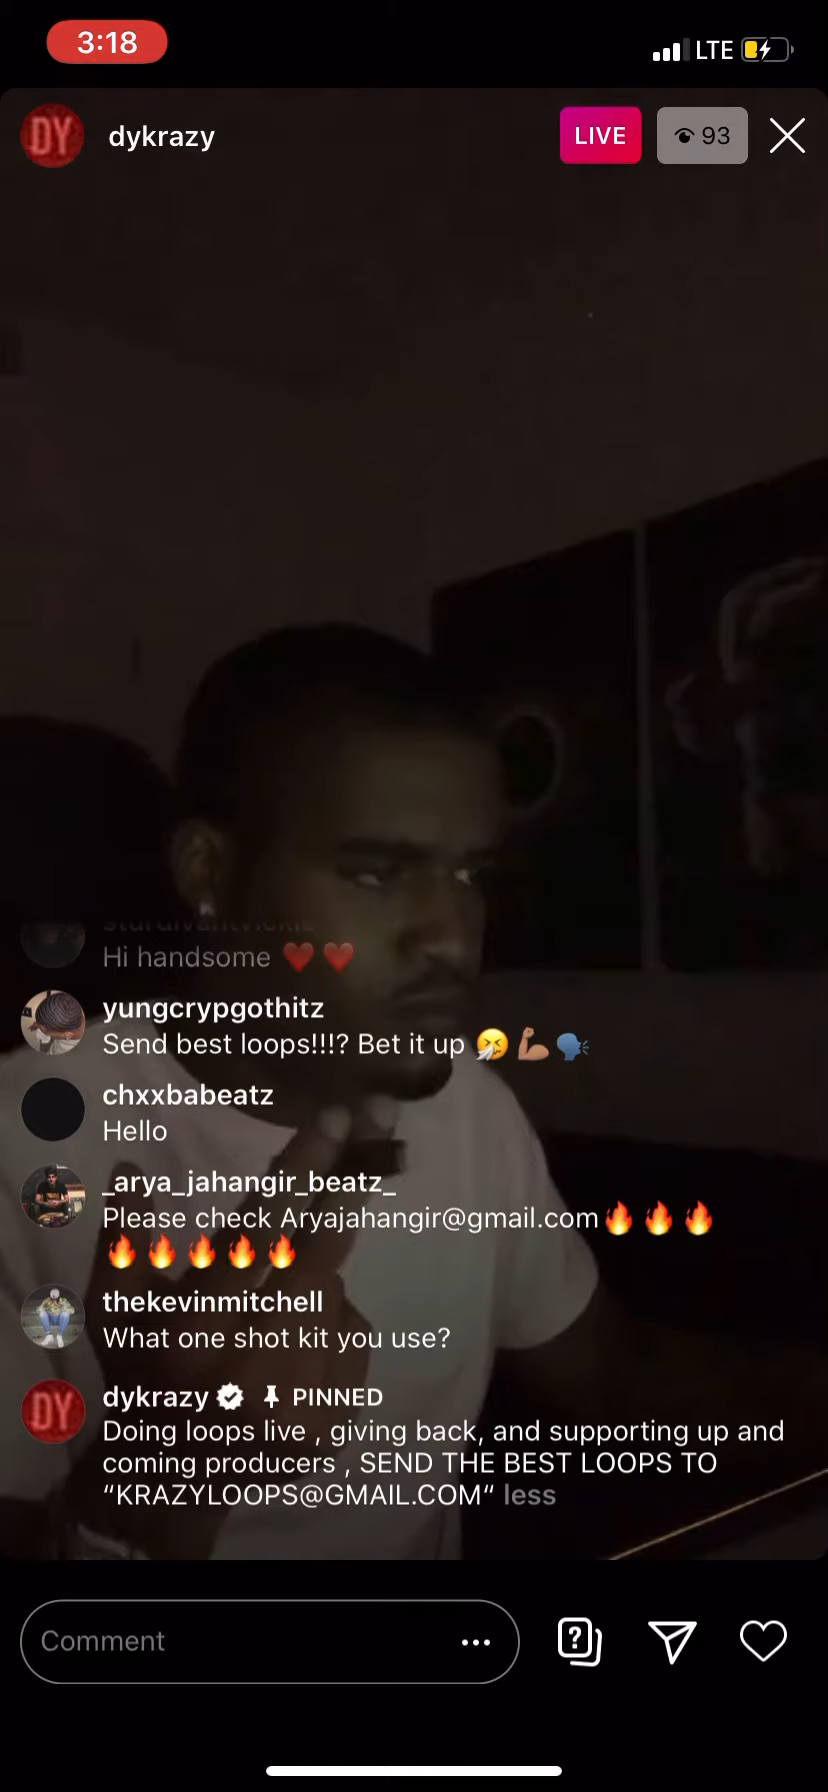 3:18
LTE
DY
dykrazy
LIVE
93
Hi handsome ❤️ ❤️
yungcrypgothitz
Send best loops!!!? Bet it up 🤧 💪🏽 🗣️
chxxbabeatz
Hello
_arya_jahangir_beatz_
Please check Aryajahangir@gmail.com🔥 🔥 🔥
🔥 🔥 🔥 🔥 🔥
thekevinmitchell
What one shot kit you use?
DY
dykrazy PINNED
Doing loops live , giving back, and supporting up and
coming producers , SEND THE BEST LOOPS TO
“KRAZYLOOPS@GMAIL.COM“ less
Comment